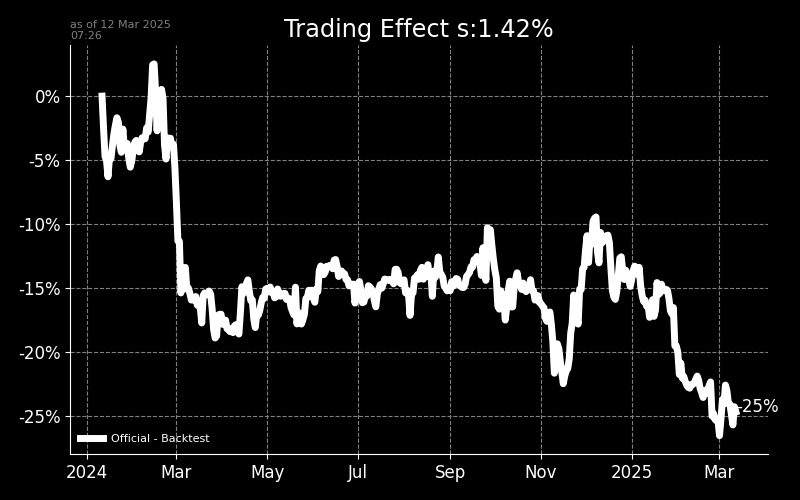 as of 12 Mar 2025
07:26
Trading Effect s:1.42%
0%
-5%
-10%
-15%
-20%
-25%
-25%
Official - Backtest
2024 Mar May Jul Sep Nov 2025 Mar